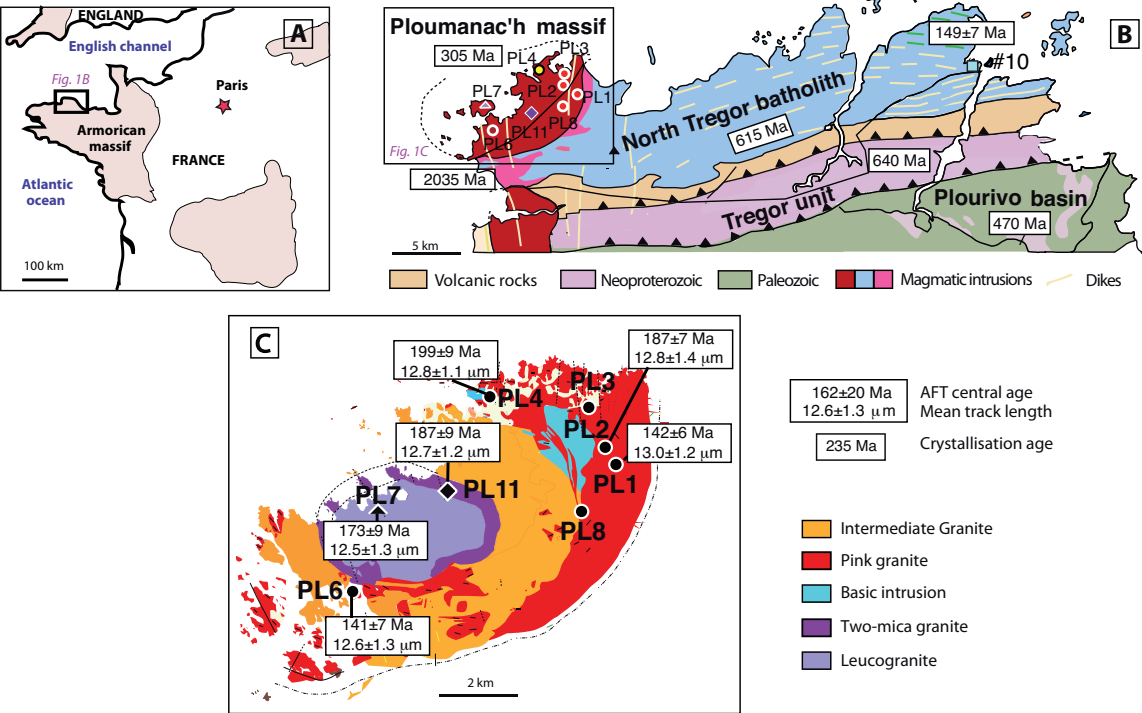 ENGLAND
A
English channel
Fig. 1B
Paris
Armorican
massif
FRANCE
Atlantic
ocean
100 km
Ploumanac'h massif
305 Ma
PL3
PL4
PL7
PL2
PL1
PL11
PL8
PL6
Fig. 1C
2035 Ma
149±7 Ma
B
#10
North Tregor batholith
615 Ma
640 Ma
Tregor unit
Plourivo basin
470 Ma
5 km
Volcanic rocks
Neoproterozoic
Paleozoic
Magmatic intrusions
Dikes
C
199±9 Ma
12.8±1.1 µm
187±7 Ma
12.8±1.4 µm
PL3
PL4
187±9 Ma
12.7±1.2 µm
PL2
142±6 Ma
13.0±1.2 µm
PL1
PL7
PL11
PL8
173±9 Ma
12.5±1.3 µm
PL6
141±7 Ma
12.6±1.3 µm
2 km
162±20 Ma
12.6±1.3 µm
AFT central age
Mean track length
235 Ma
Crystallisation age
Intermediate Granite
Pink granite
Basic intrusion
Two-mica granite
Leucogranite